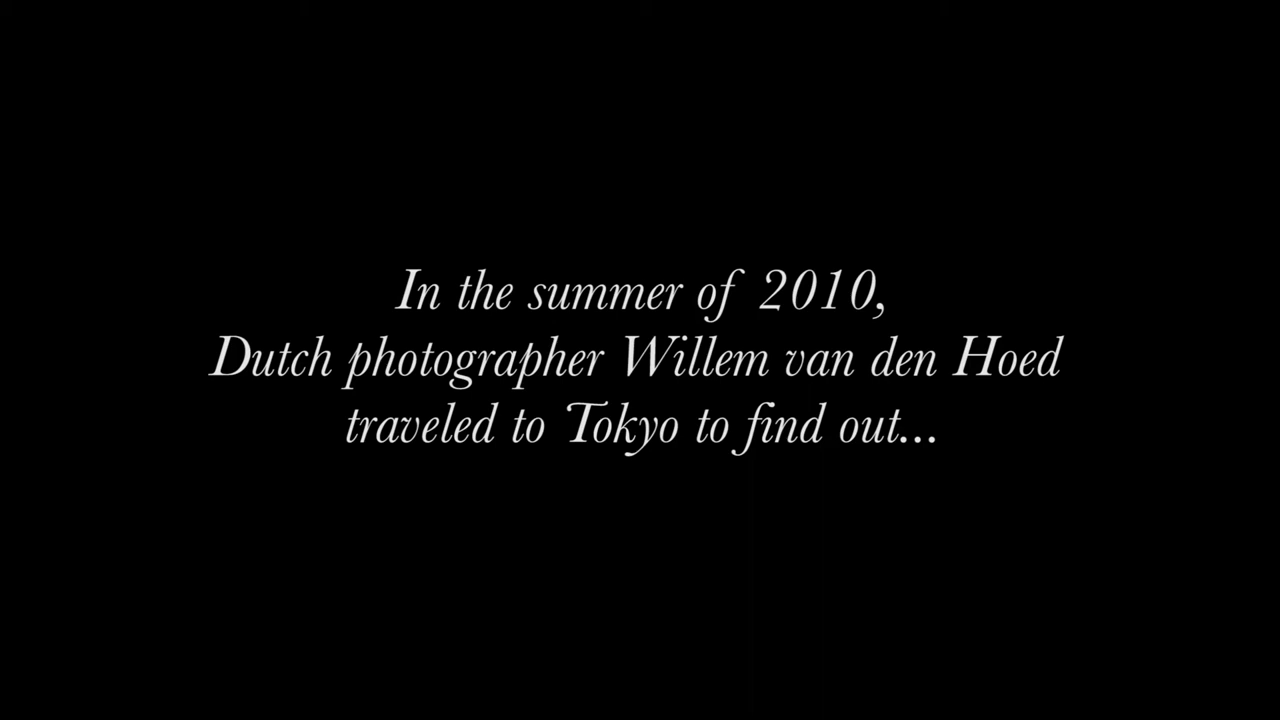 In the summer of 2010,
Dutch photographer Willem van den Hoed
traveled to Tokyo to find out...